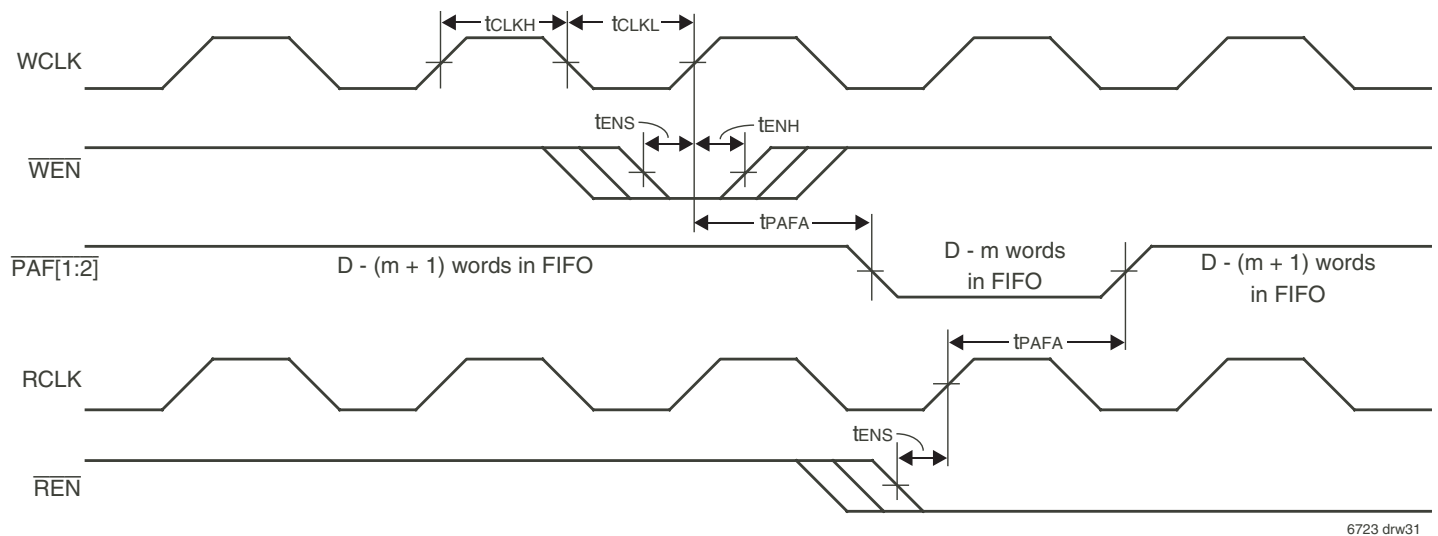 tCLKH tCLKL
WCLK
tENS tENH
WEN
tPAFA
PAF[1:2]
D - (m + 1) words in FIFO
D - m words
in FIFO
D - (m + 1) words
in FIFO
tPAFA
RCLK
tENS
REN
6723 drw31